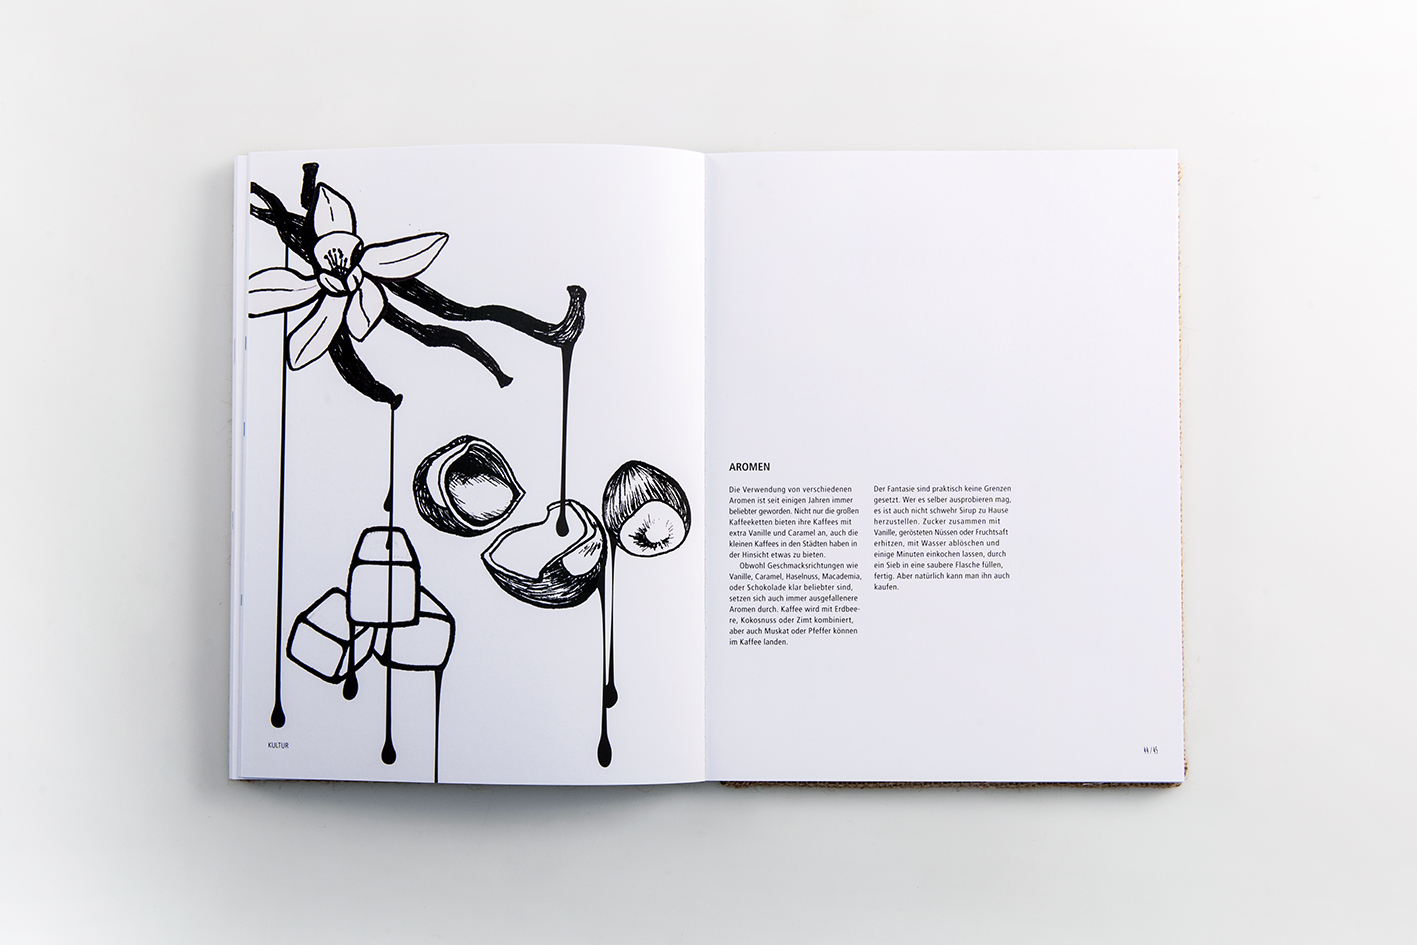 KULTUR
AROMEN
Die Verwendung von verschiedenen
Aromen ist seit einigen Jahren immer
beliebter geworden. Nicht nur die großen
Kaffeeketten bieten ihre Kaffees mit
extra Vanille und Caramel an, auch die
kleinen Kaffees in den Städten haben in
der Hinsicht etwas zu bieten.
Obwohl Geschmacksrichtungen wie
Vanille, Caramel, Haselnuss, Macademia,
oder Schokolade klar beliebter sind,
setzen sich auch immer ausgefallenere
Aromen durch. Kaffee wird mit Erdbee-
re, Kokosnuss oder Zimt kombiniert,
aber auch Muskat oder Pfeffer können
im Kaffee landen.
Der Fantasie sind praktisch keine Grenzen
gesetzt. Wer es selber ausprobieren mag,
es ist auch nicht schwehr Sirup zu Hause
herzustellen. Zucker zusammen mit
Vanille, gerösteten Nüssen oder Fruchtsaft
erhitzen, mit Wasser ablöschen und
einige Minuten einkochen lassen, durch
ein Sieb in eine saubere Flasche füllen,
fertig. Aber natürlich kann man ihn auch
kaufen.